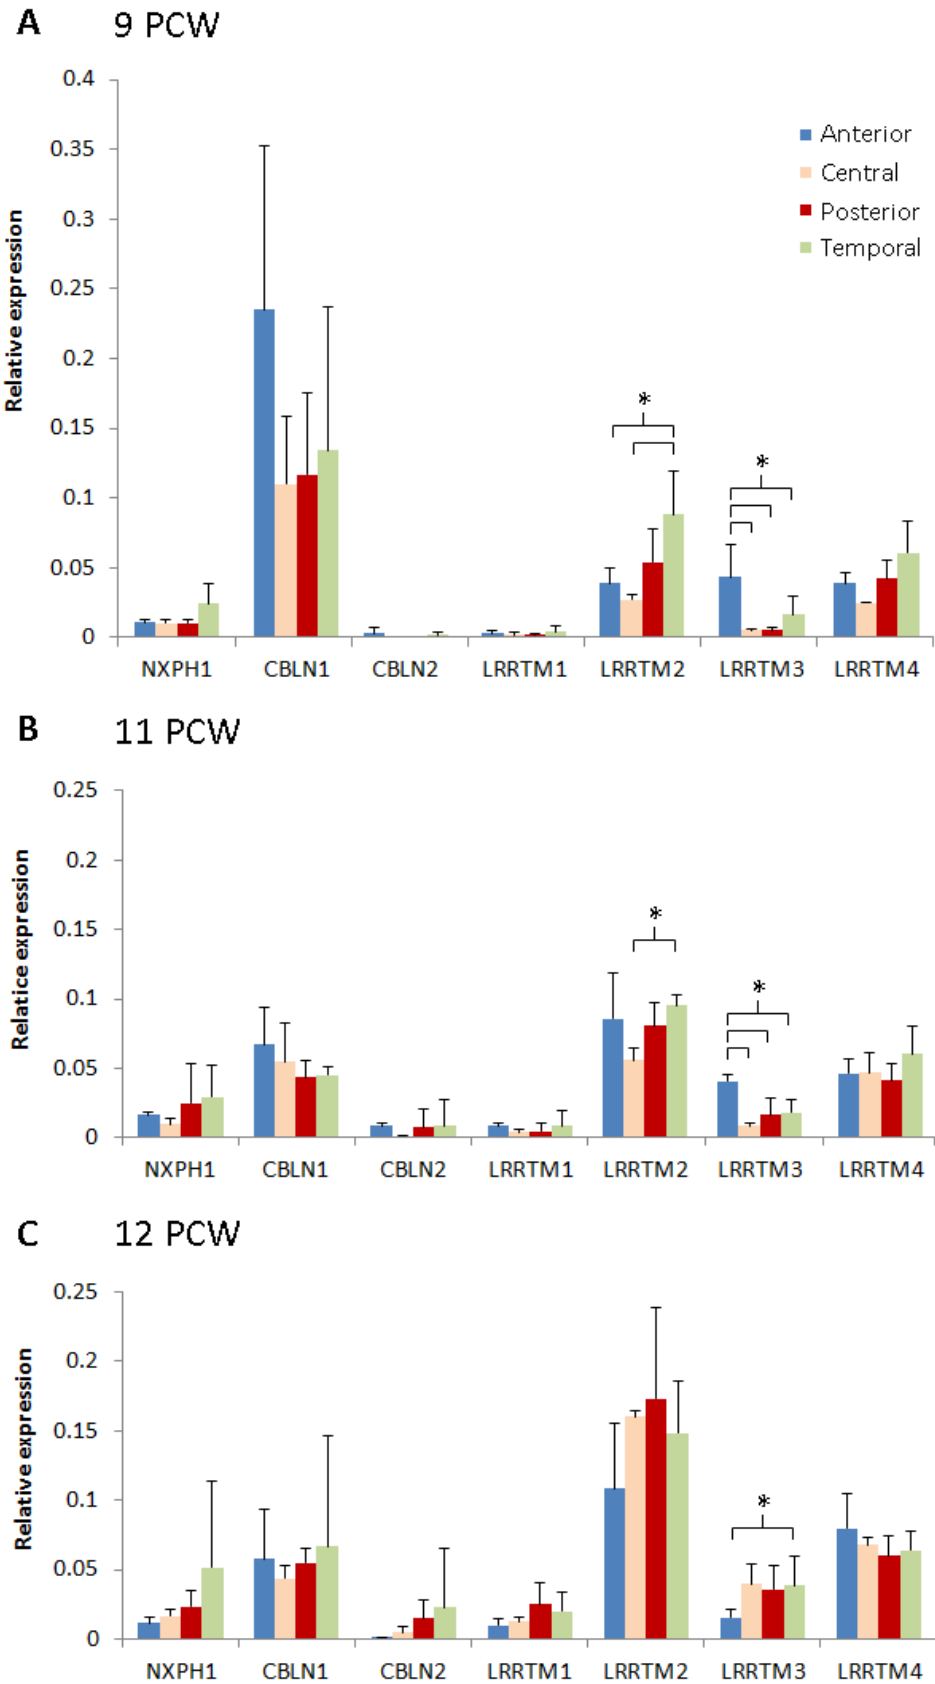 A 9 PCW
0.4
0.35
0.3
0.25
0.2
0.15
0.1
0.05
0
Relative expression
Anterior
Central
Posterior
Temporal
*
*
NXPH1 CBLN1 CBLN2 LRRTM1 LRRTM2 LRRTM3 LRRTM4
B 11 PCW
0.25
0.2
0.15
0.1
0.05
0
Relatice expression
*
*
NXPH1 CBLN1 CBLN2 LRRTM1 LRRTM2 LRRTM3 LRRTM4
C 12 PCW
0.25
0.2
0.15
0.1
0.05
0
Relative expression
*
NXPH1 CBLN1 CBLN2 LRRTM1 LRRTM2 LRRTM3 LRRTM4